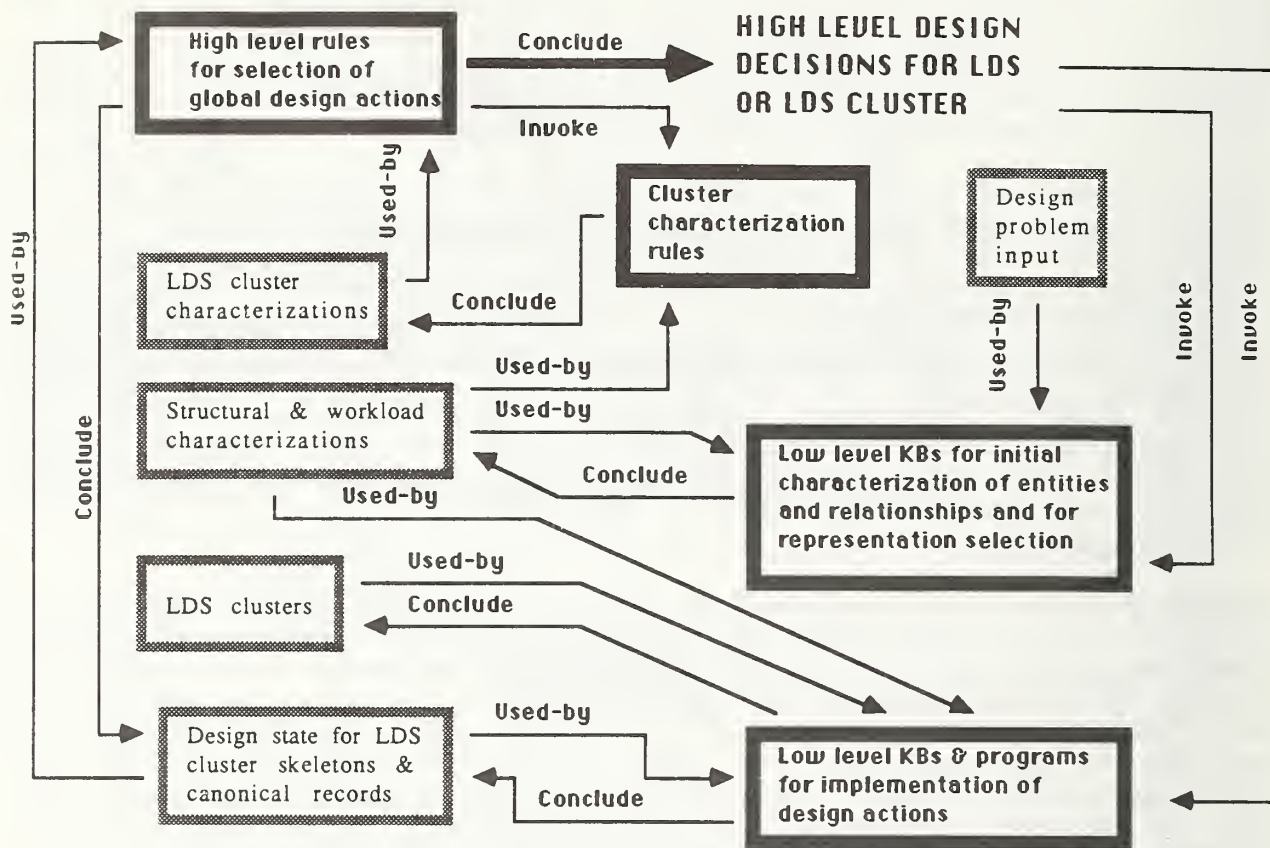 High level rules
for selection of
global design actions
Conclude
HIGH LEVEL DESIGN
DECISIONS FOR LDS
OR LDS CLUSTER
Invoke
Used-by
Cluster
characterization
rules
Design
problem
input
Used-by
LDS cluster
characterizations
Conclude
Used-by
Invoke
Invoke
Used-by
Structural & workload
characterizations
Used-by
Conclude
Used-by
Low level KBs for initial
characterization of entities
and relationships and for
representation selection
Conclude
LDS clusters
Used-by
Conclude
Design state for LDS
cluster skeletons &
canonical records
Used-by
Conclude
Low level KBs & programs
for implementation of
design actions